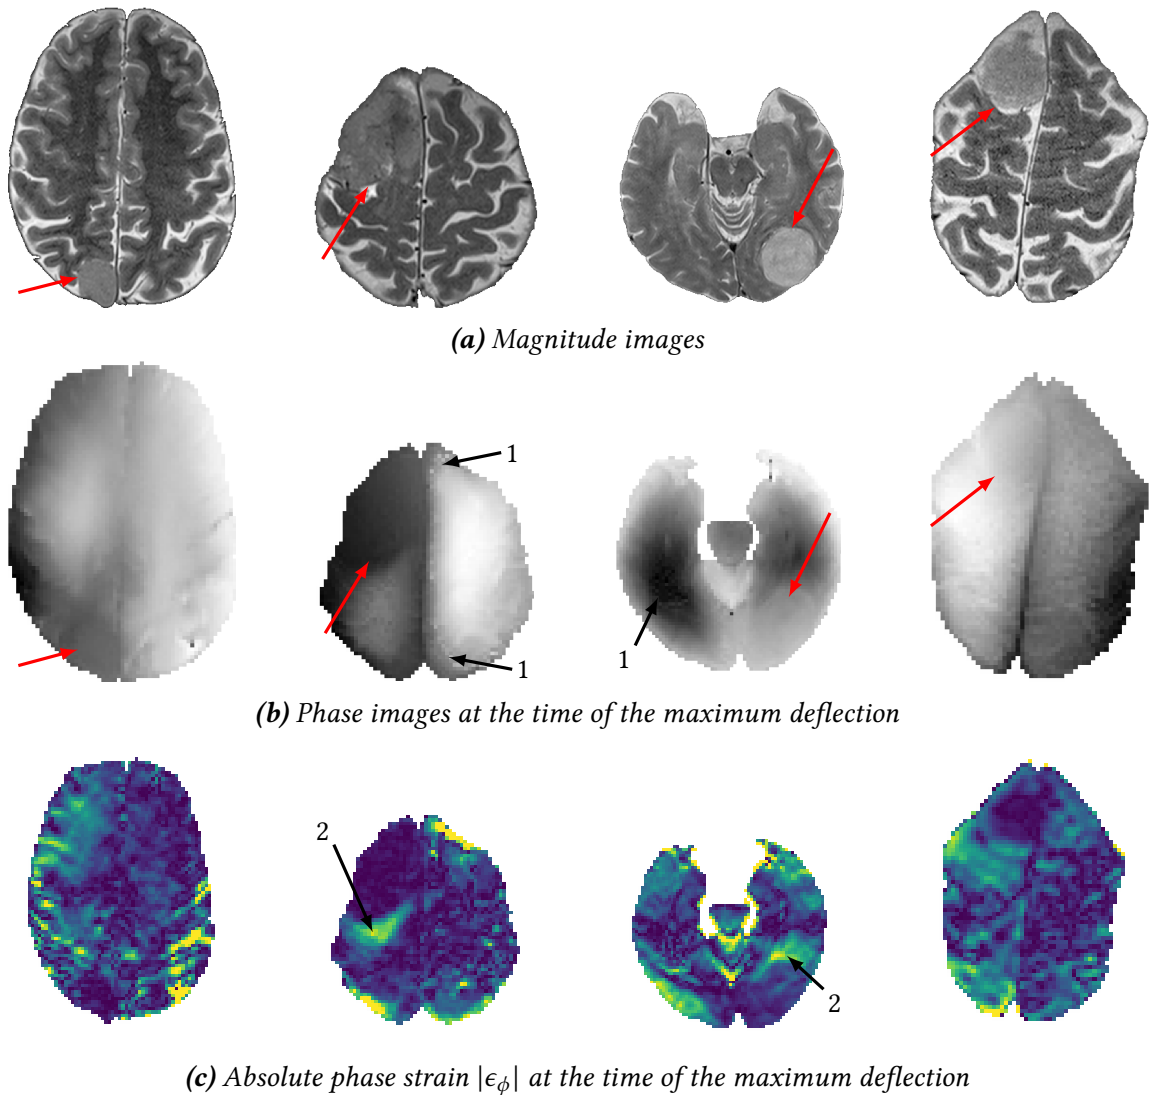 (a) Magnitude images
1
1
1
(b) Phase images at the time of the maximum deflection
2
2
(c) Absolute phase strain |ϵϕ| at the time of the maximum deflection